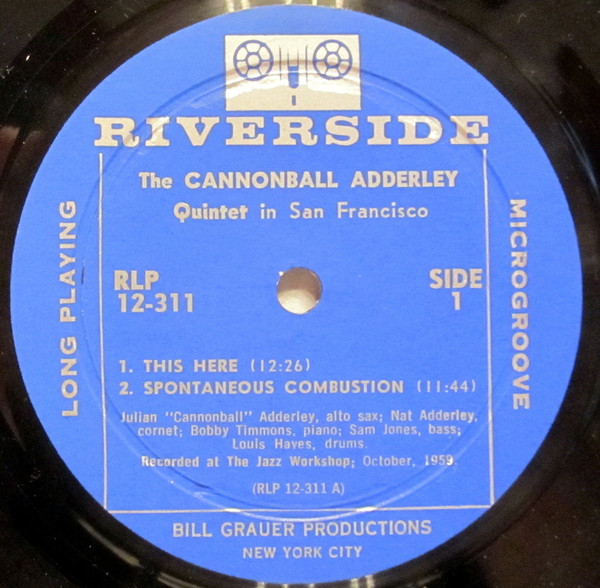 RIVERSIDE
The CANNONBALL ADDERLEY
Quintet in San Francisco
LONG PLAYING
MICROGROOVE
RLP
12-311
SIDE
1
1. THIS HERE (12:26)
2. SPONTANEOUS COMBUSTION (11:44)
Julian "Cannonball" Adderley, alto sax; Nat Adderley,
cornet; Bobby Timmons, piano; Sam Jones, bass;
Louis Hayes, drums.
Recorded at The Jazz Workshop; October, 1959.
(RLP 12-311 A)
BILL GRAUER PRODUCTIONS
NEW YORK CITY